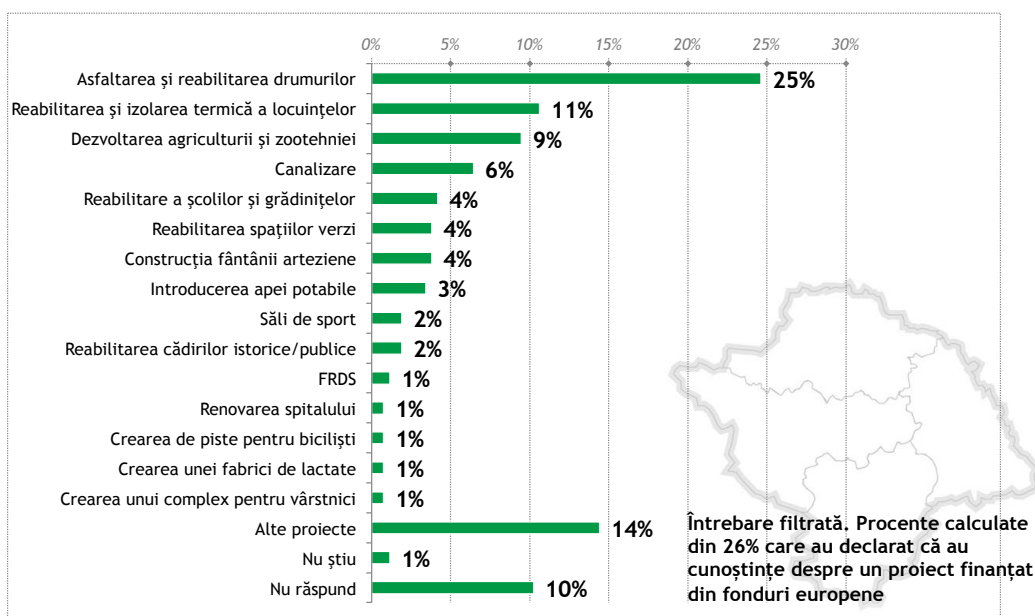 0% 5% 10% 15% 20% 25% 30%
Asfaltarea și reabilitarea drumurilor 25%
Reabilitarea și izolarea termică a locuințelor 11%
Dezvoltarea agriculturii și zootehniei 9%
Canalizare 6%
Reabilitare a școlilor și grădinițelor 4%
Reabilitarea spațiilor verzi 4%
Construcția fântânii arteziene 4%
Introducerea apei potabile 3%
Săli de sport 2%
Reabilitarea cădirilor istorice/publice 2%
FRDS 1%
Renovarea spitalului 1%
Crearea de piste pentru biciliști 1%
Crearea unei fabrici de lactate 1%
Crearea unui complex pentru vârstnici 1%
Alte proiecte 14%
Nu știu 1%
Nu răspund 10%
Întrebare filtrată. Procente calculate
din 26% care au declarat că au
cunoștințe despre un proiect finanțat
din fonduri europene